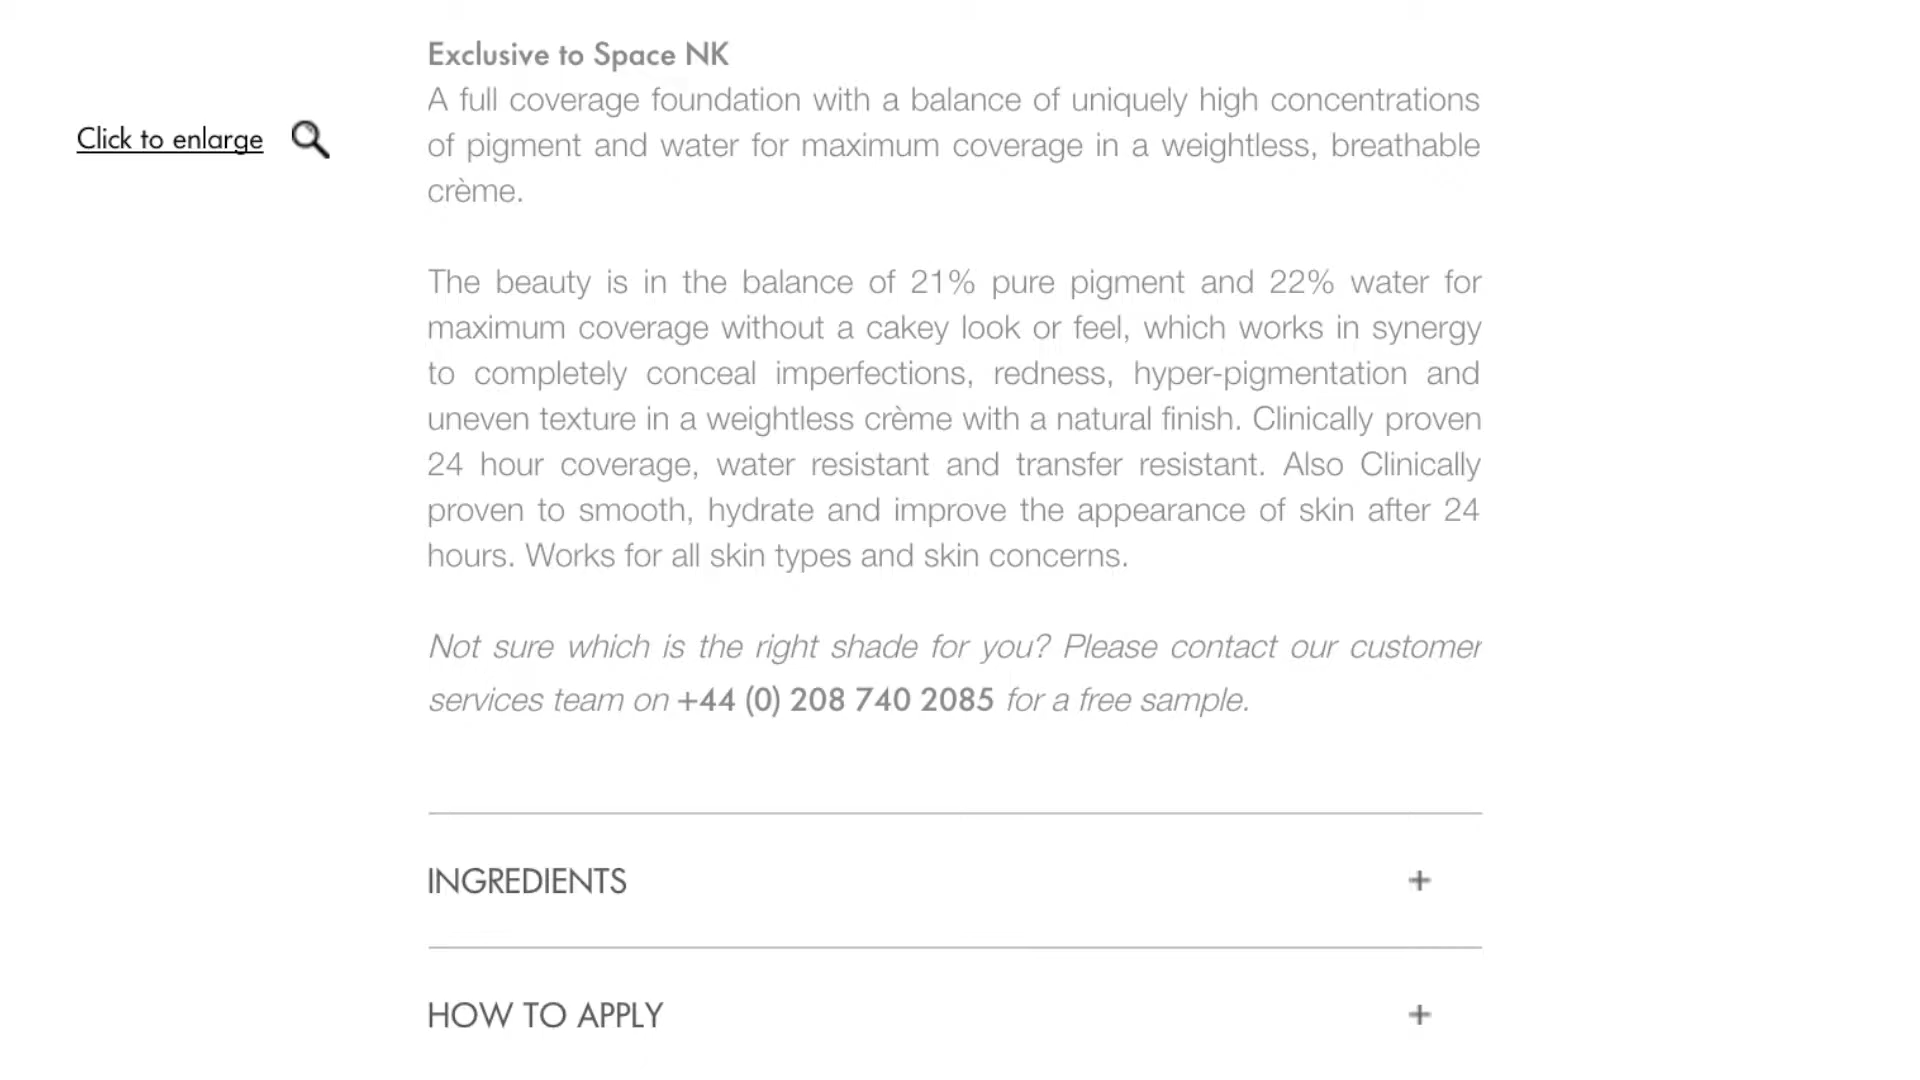 Exclusive to Space NK
A full coverage foundation with a balance of uniquely high concentrations
of pigment and water for maximum coverage in a weightless, breathable
crème.
Click to enlarge
The beauty is in the balance of 21% pure pigment and 22% water for
maximum coverage without a cakey look or feel, which works in synergy
to completely conceal imperfections, redness, hyper-pigmentation and
uneven texture in a weightless crème with a natural finish. Clinically proven
24 hour coverage, water resistant and transfer resistant. Also Clinically
proven to smooth, hydrate and improve the appearance of skin after 24
hours. Works for all skin types and skin concerns.
Not sure which is the right shade for you? Please contact our customer
services team on +44 (0) 208 740 2085 for a free sample.
INGREDIENTS +
HOW TO APPLY +